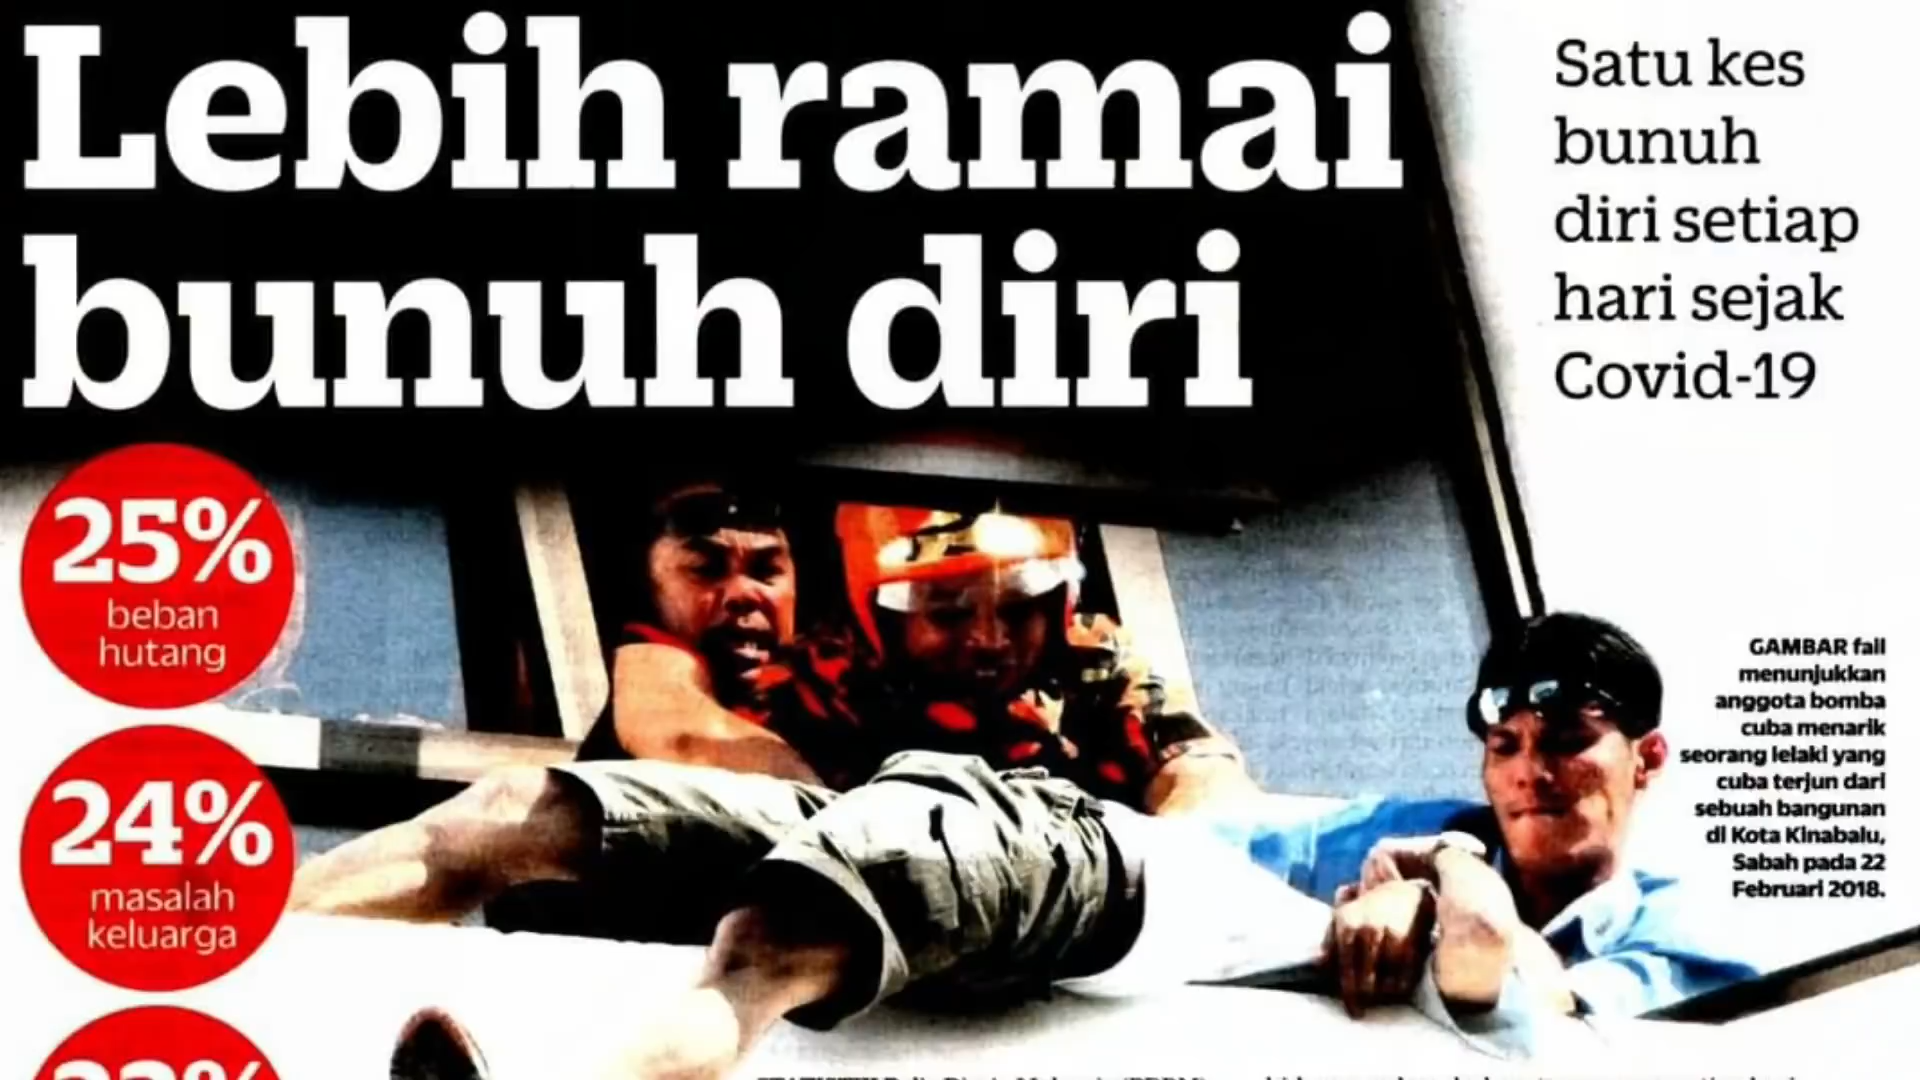 Lebih ramai
bunuh diri
Satu kes
bunuh
diri setiap
hari sejak
Covid-19
25%
beban
hutang
24%
masalah
keluarga
GAMBAR fail
menunjukkan
anggota bomba
cuba menarik
seorang lelaki yang
cuba terjun dari
sebuah bangunan
di Kota Kinabalu,
Sabah pada 22
Februari 2018.